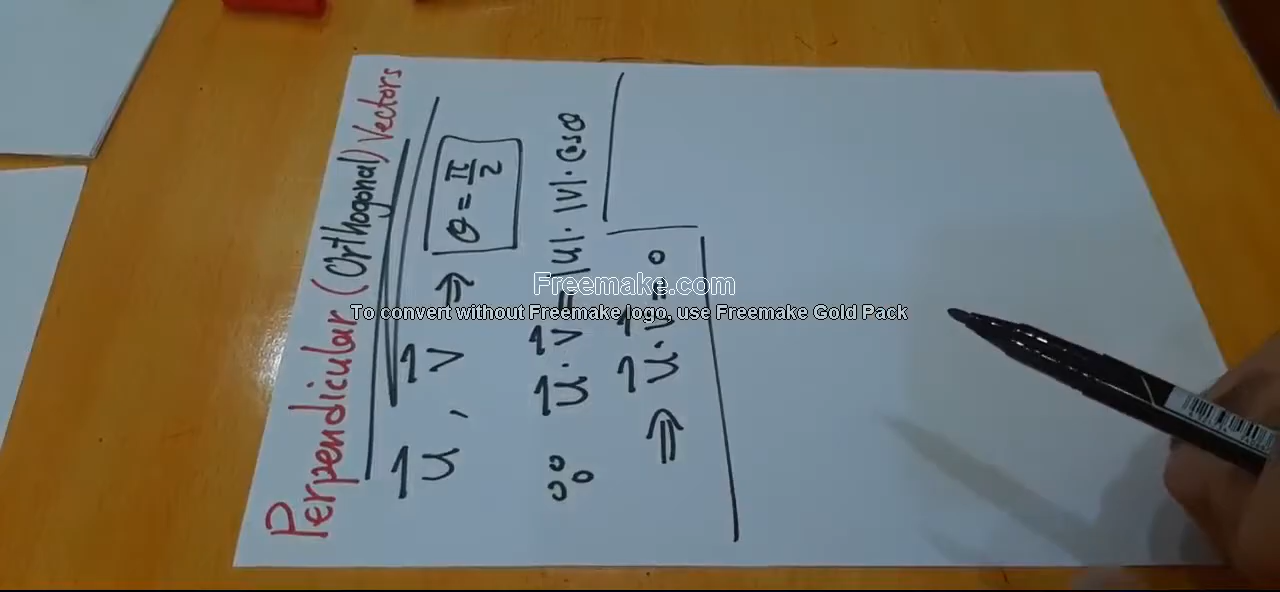 Perpendicular (Orthogonal) Vectors
u⃗ , v⃗ ⇒ θ = π/2
∵ u⃗ · v⃗ = |u| · |v| · cosθ
⇒ u⃗ · v⃗ = 0
Freemake.com
To convert without Freemake logo, use Freemake Gold Pack